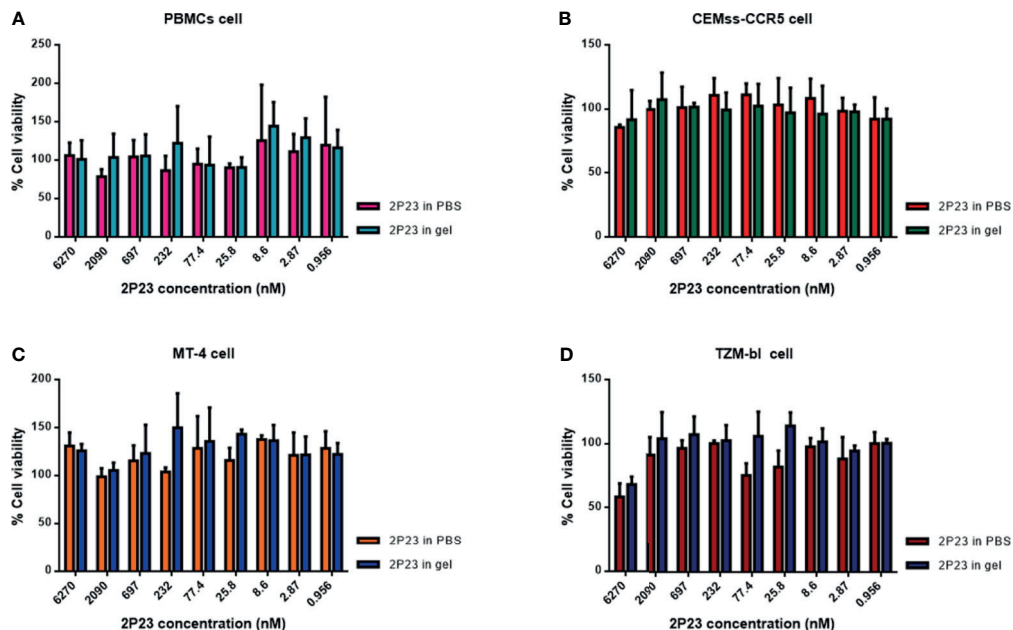 A
PBMCs cell
% Cell viability
250
200
150
100
50
0
6270
2090
697
232
77.4
25.8
8.6
2.87
0.956
2P23 concentration (nM)
2P23 in PBS
2P23 in gel
B
CEMss-CCR5 cell
% Cell viability
150
100
50
0
6270
2090
697
232
77.4
25.8
8.6
2.87
0.956
2P23 concentration (nM)
2P23 in PBS
2P23 in gel
C
MT-4 cell
% Cell viability
200
150
100
50
0
6270
2090
697
232
77.4
25.8
8.6
2.87
0.956
2P23 concentration (nM)
2P23 in PBS
2P23 in gel
D
TZM-bl cell
% Cell viability
150
100
50
0
6270
2090
697
232
77.4
25.8
8.6
2.87
0.956
2P23 concentration (nM)
2P23 in PBS
2P23 in gel